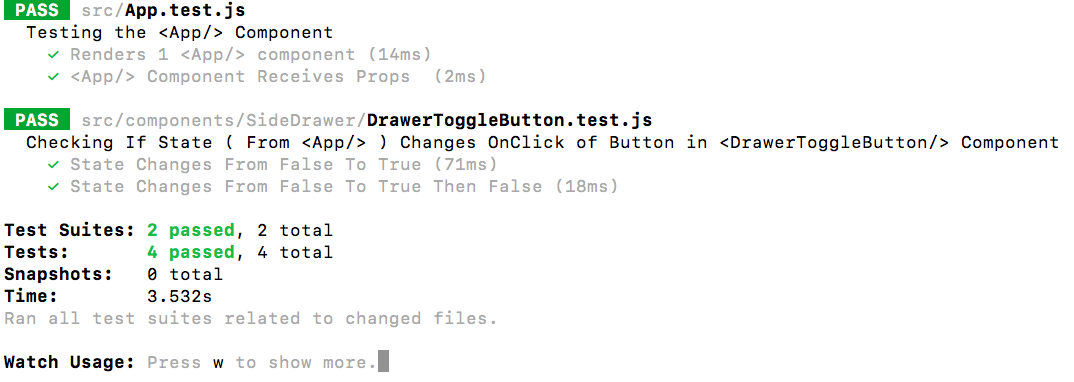 PASS src/App.test.js
Testing the <App/> Component
✓ Renders 1 <App/> component (14ms)
✓ <App/> Component Receives Props  (2ms)
PASS src/components/SideDrawer/DrawerToggleButton.test.js
Checking If State ( From <App/> ) Changes OnClick of Button in <DrawerToggleButton/> Component
✓ State Changes From False To True (71ms)
✓ State Changes From False To True Then False (18ms)
Test Suites: 2 passed, 2 total
Tests:       4 passed, 4 total
Snapshots:   0 total
Time:        3.532s
Ran all test suites related to changed files.
Watch Usage: Press w to show more.